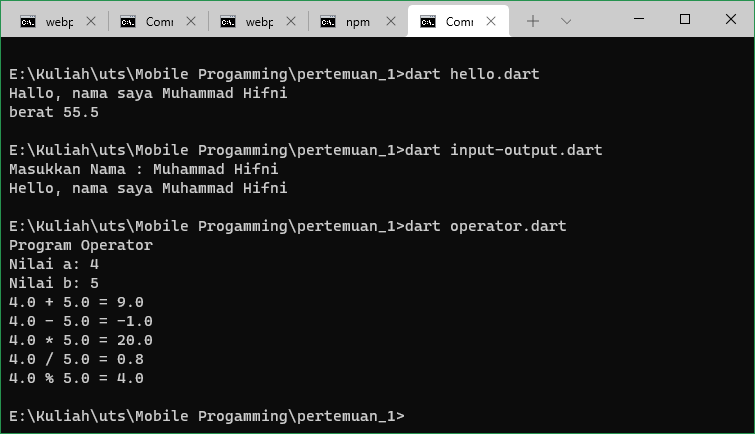 webp
Comm
webp
npm
Comm
E:\Kuliah\uts\Mobile Progamming\pertemuan_1>dart hello.dart
Hallo, nama saya Muhammad Hifni
berat 55.5
E:\Kuliah\uts\Mobile Progamming\pertemuan_1>dart input-output.dart
Masukkan Nama : Muhammad Hifni
Hello, nama saya Muhammad Hifni
E:\Kuliah\uts\Mobile Progamming\pertemuan_1>dart operator.dart
Program Operator
Nilai a: 4
Nilai b: 5
4.0 + 5.0 = 9.0
4.0 - 5.0 = -1.0
4.0 * 5.0 = 20.0
4.0 / 5.0 = 0.8
4.0 % 5.0 = 4.0
E:\Kuliah\uts\Mobile Progamming\pertemuan_1>